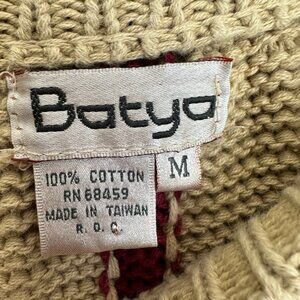 Batya
M
100% COTTON
RN 68459
MADE IN TAIWAN
R. O. C.